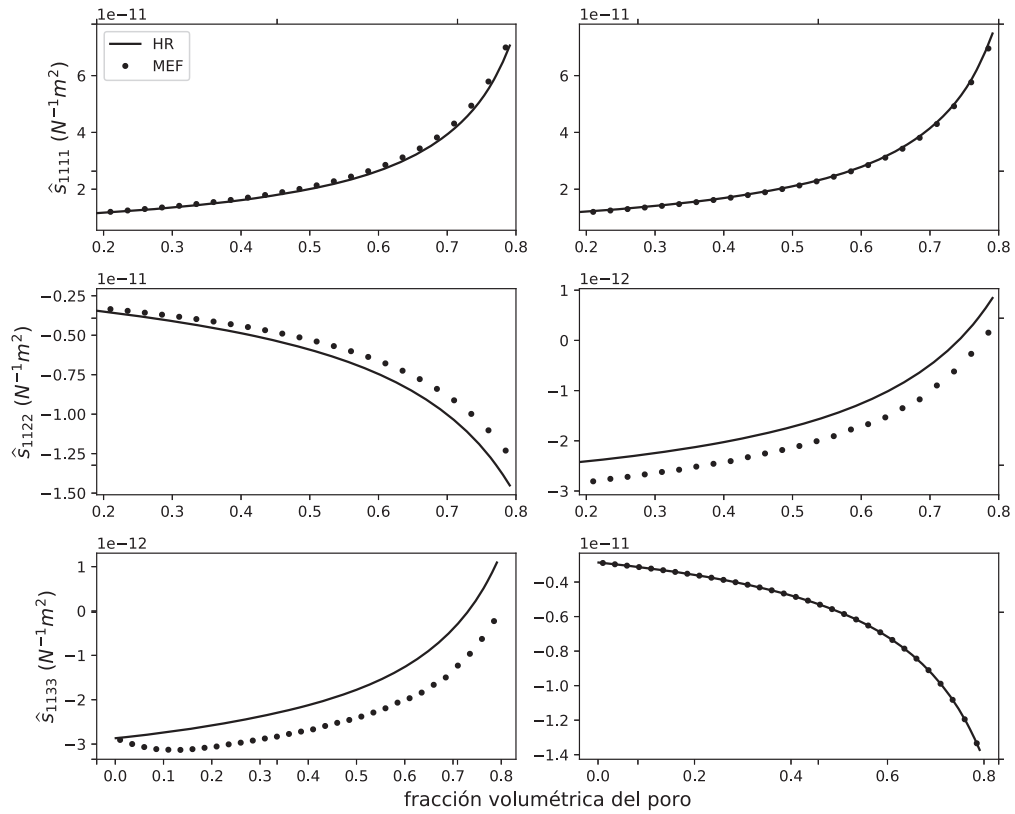 1e−11
HR
MEF
6
4
2
ŝ1111 (N−1m2)
0.2 0.3 0.4 0.5 0.6 0.7 0.8
1e−11
6
4
2
0.2 0.3 0.4 0.5 0.6 0.7 0.8
1e−11
−0.25
−0.50
−0.75
−1.00
−1.25
−1.50
ŝ1122 (N−1m2)
0.2 0.3 0.4 0.5 0.6 0.7 0.8
1e−12
1
0
−1
−2
−3
0.2 0.3 0.4 0.5 0.6 0.7 0.8
1e−12
1
0
−1
−2
−3
ŝ1133 (N−1m2)
0.0 0.1 0.2 0.3 0.4 0.5 0.6 0.7 0.8
1e−11
−0.4
−0.6
−0.8
−1.0
−1.2
−1.4
0.0 0.2 0.4 0.6 0.8
fracción volumétrica del poro